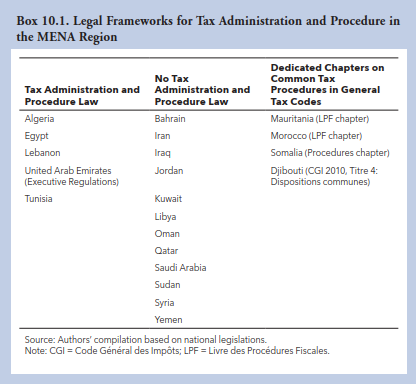 Box 10.1. Legal Frameworks for Tax Administration and Procedure in
the MENA Region
Tax Administration and
Procedure Law
No Tax
Administration and
Procedure Law
Dedicated Chapters on
Common Tax
Procedures in General
Tax Codes
Algeria Bahrain Mauritania (LPF chapter)
Egypt Iran Morocco (LPF chapter)
Lebanon Iraq Somalia (Procedures chapter)
United Arab Emirates Jordan Djibouti (CGI 2010, Titre 4:
(Executive Regulations) Dispositions communes)
Tunisia Kuwait
Libya
Oman
Qatar
Saudi Arabia
Sudan
Syria
Yemen
Source: Authors' compilation based on national legislations.
Note: CGI = Code Général des Impôts; LPF = Livre des Procédures Fiscales.